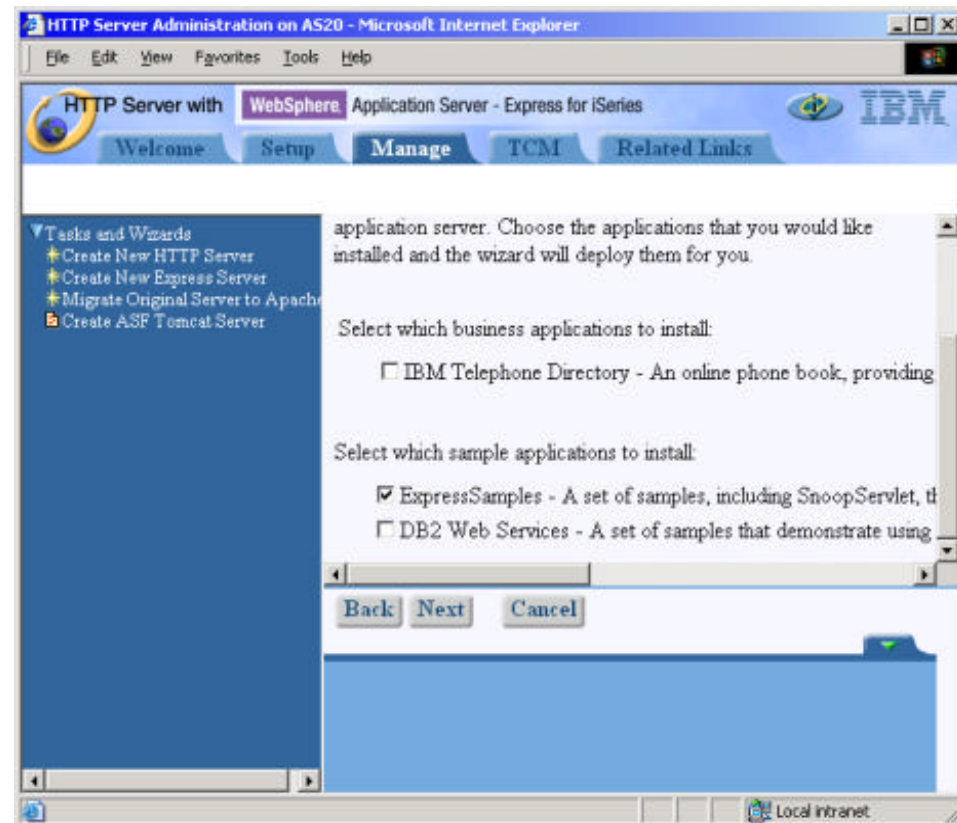 HTTP Server Administration on AS20 - Microsoft Internet Explorer
File Edit View Favorites Tools Help
HTTP Server with WebSphere. Application Server - Express for iSeries
IBM
Welcome Setup Manage TCM Related Links
Tasks and Wizards
Create New HTTP Server
Create New Express Server
Migrate Original Server to Apache
Create ASF Tomcat Server
application server. Choose the applications that you would like
installed and the wizard will deploy them for you.
Select which business applications to install:
IBM Telephone Directory - An online phone book, providing
Select which sample applications to install:
ExpressSamples - A set of samples, including SnoopServlet, th
DB2 Web Services - A set of samples that demonstrate using
Back Next Cancel
Local intranet